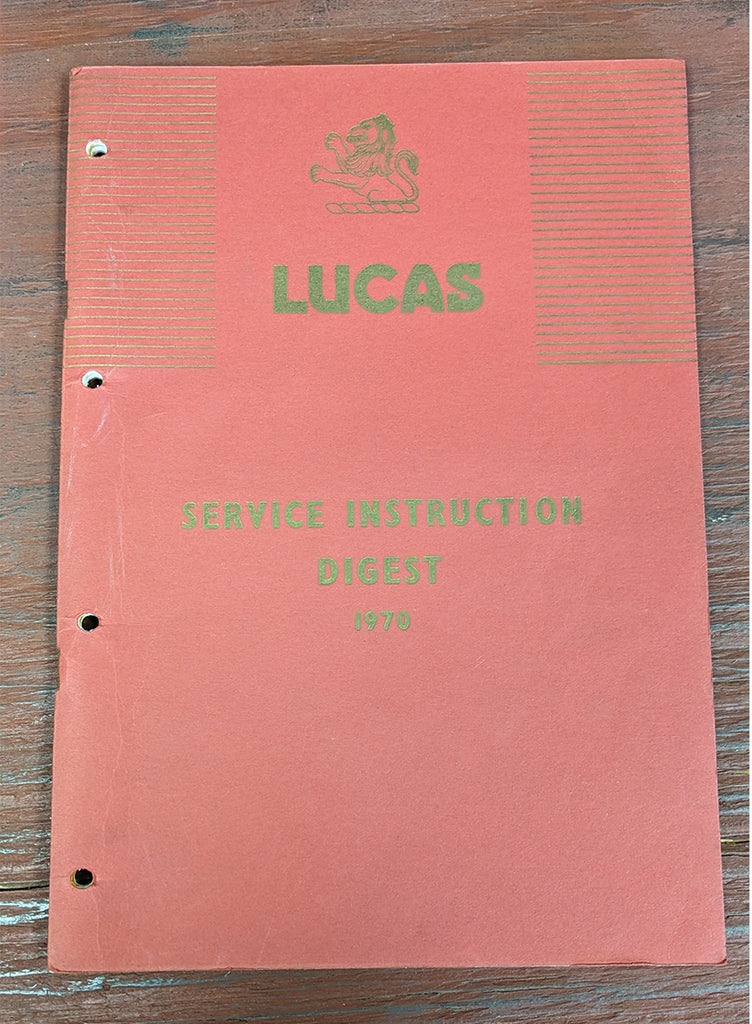 LUCAS
SERVICE INSTRUCTION
DIGEST
1970